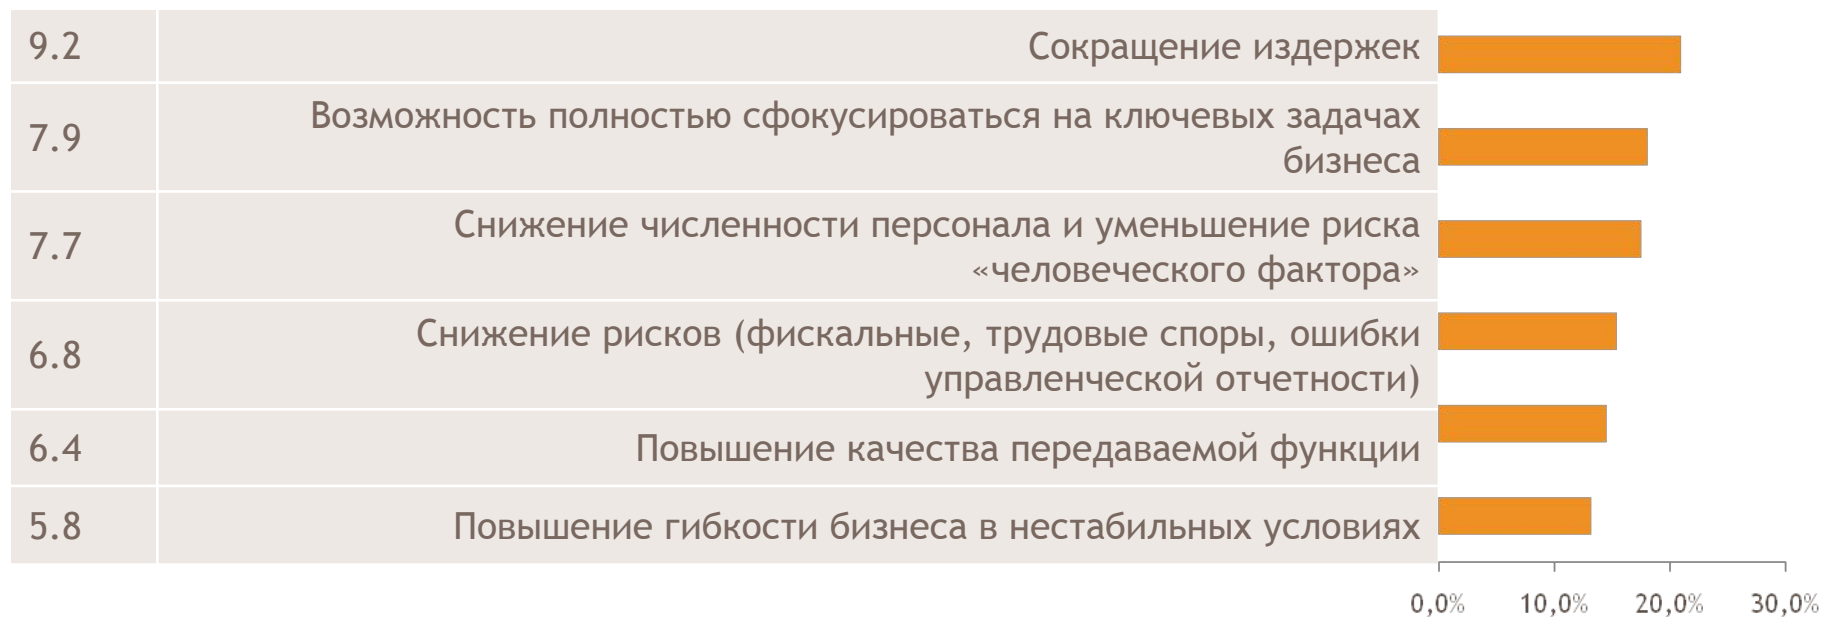 9.2 Сокращение издержек
7.9 Возможность полностью сфокусироваться на ключевых задачах
бизнеса
7.7 Снижение численности персонала и уменьшение риска
«человеческого фактора»
6.8 Снижение рисков (фискальные, трудовые споры, ошибки
управленческой отчетности)
6.4 Повышение качества передаваемой функции
5.8 Повышение гибкости бизнеса в нестабильных условиях
0,0% 10,0% 20,0% 30,0%